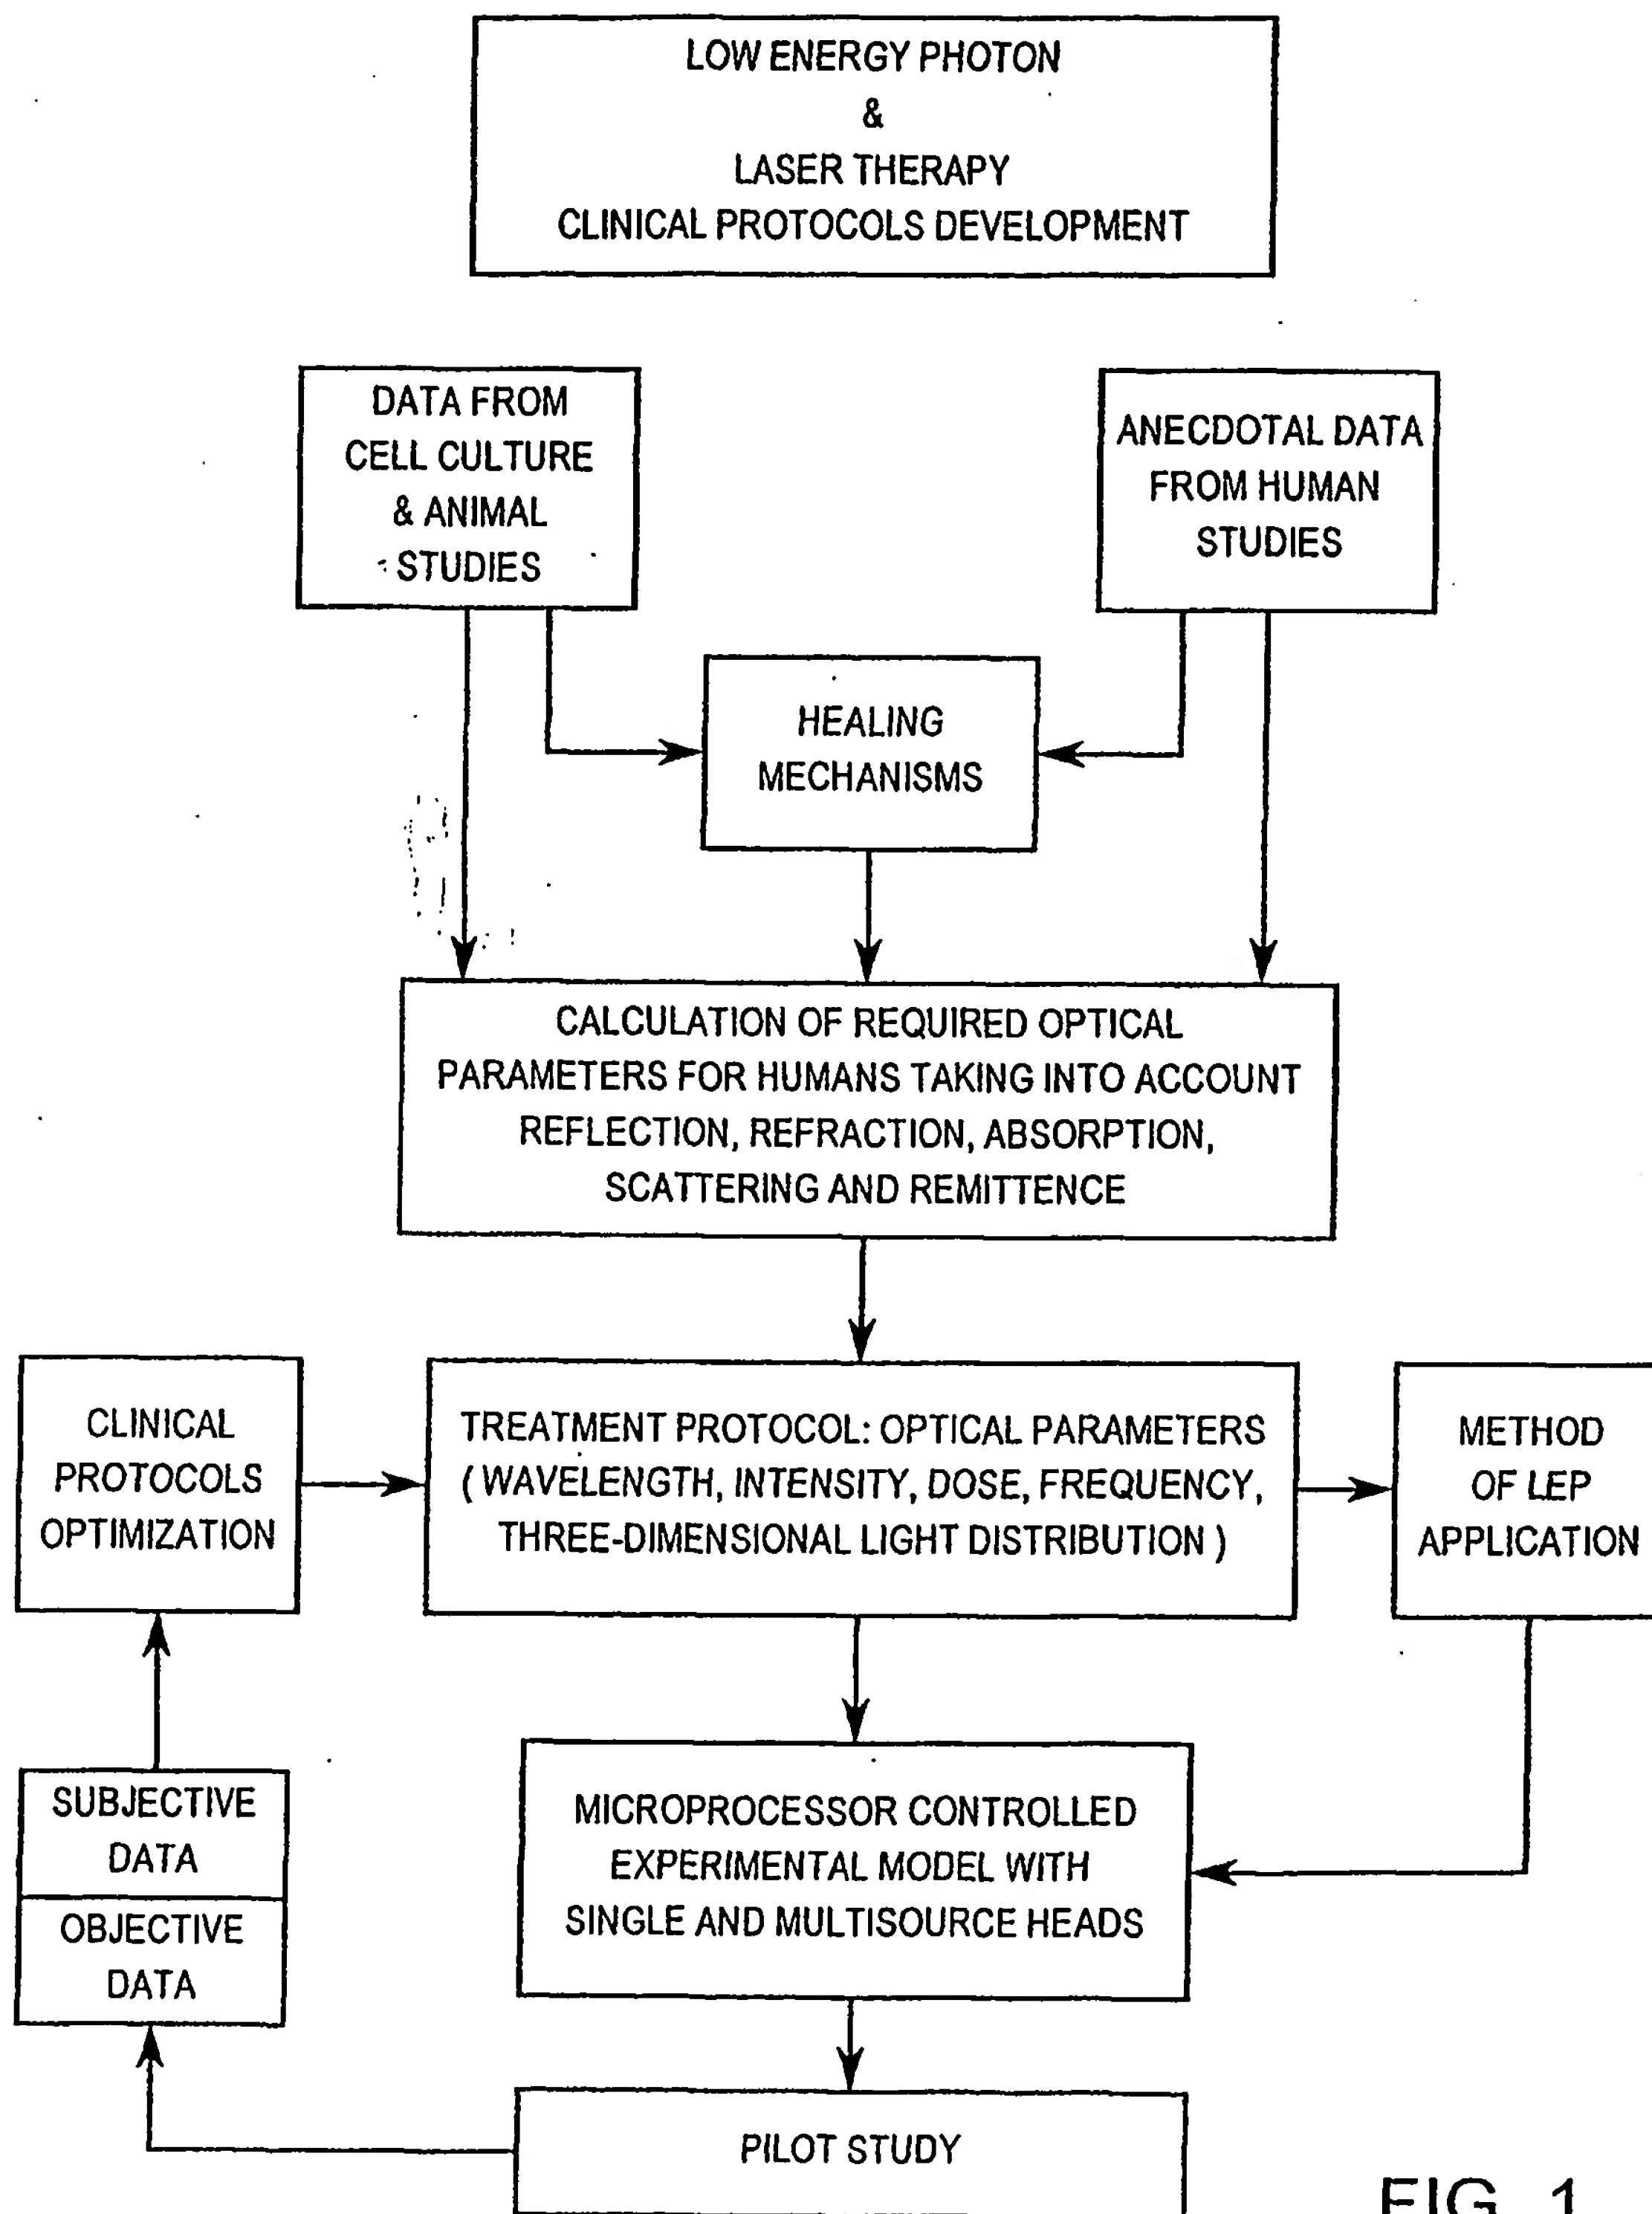 LOW ENERGY PHOTON
&
LASER THERAPY
CLINICAL PROTOCOLS DEVELOPMENT
DATA FROM
CELL CULTURE
& ANIMAL
STUDIES
ANECDOTAL DATA
FROM HUMAN
STUDIES
HEALING
MECHANISMS
CALCULATION OF REQUIRED OPTICAL
PARAMETERS FOR HUMANS TAKING INTO ACCOUNT
REFLECTION, REFRACTION, ABSORPTION,
SCATTERING AND REMITTENCE
CLINICAL
PROTOCOLS
OPTIMIZATION
TREATMENT PROTOCOL: OPTICAL PARAMETERS
( WAVELENGTH, INTENSITY, DOSE, FREQUENCY,
THREE-DIMENSIONAL LIGHT DISTRIBUTION )
METHOD
OF LEP
APPLICATION
SUBJECTIVE
DATA
OBJECTIVE
DATA
MICROPROCESSOR CONTROLLED
EXPERIMENTAL MODEL WITH
SINGLE AND MULTISOURCE HEADS
PILOT STUDY
FIG. 1